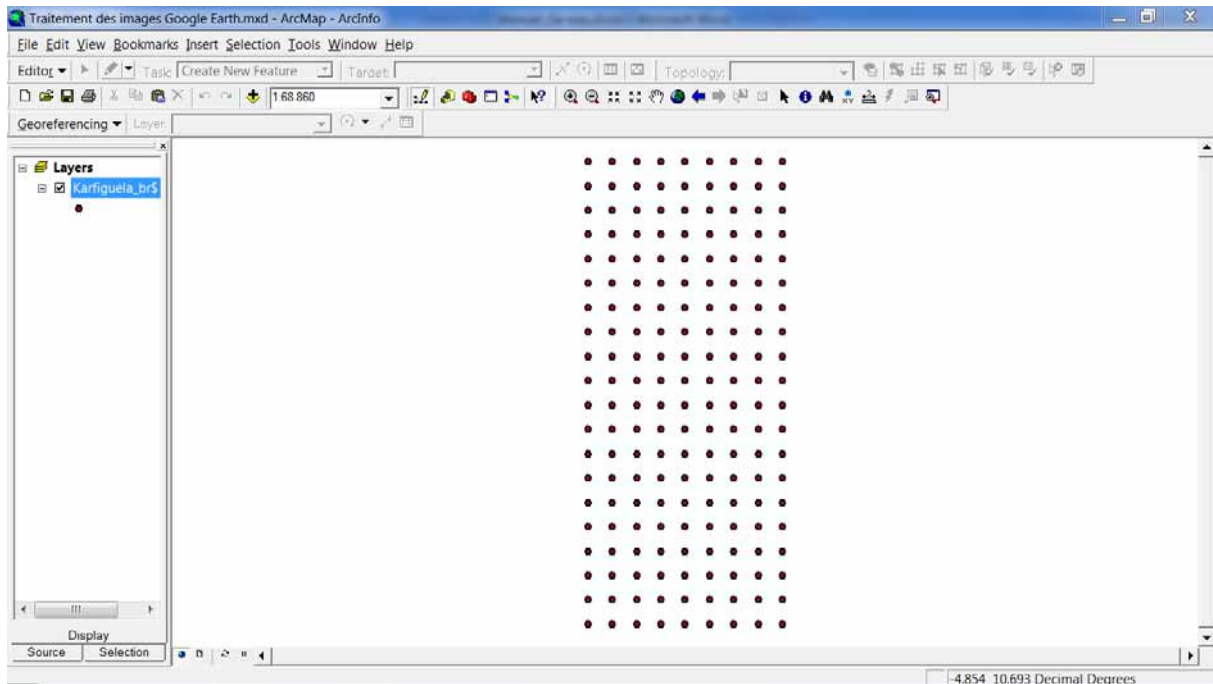 Traitement des images Google Earth.mxd - ArcMap - ArcInfo
File Edit View Bookmarks Insert Selection Tools Window Help
Editor Task: Create New Feature Target: Topology:
1:68.860
Georeferencing Layer:
Layers
Karfiguela_br$
Display
Source Selection
-4.854 10.693 Decimal Degrees